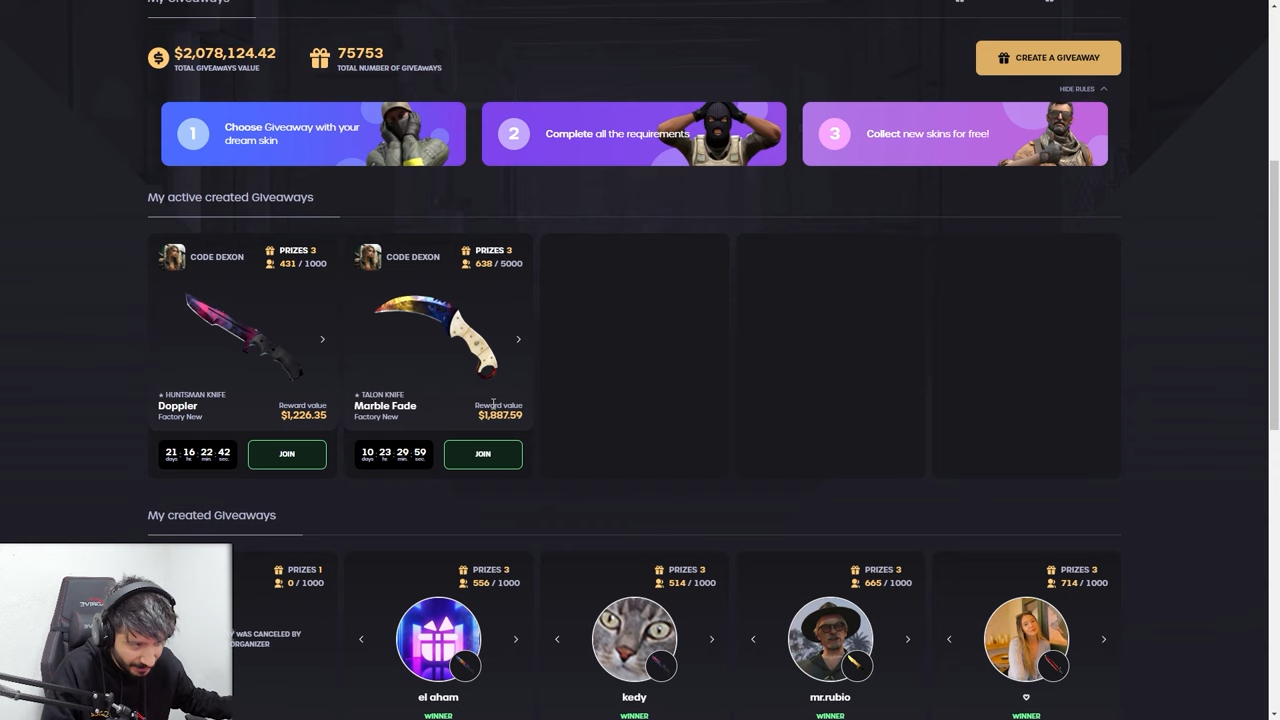 My Giveaways
$2,078,124.42
TOTAL GIVEAWAYS VALUE
75753
TOTAL NUMBER OF GIVEAWAYS
CREATE A GIVEAWAY
HIDE RULES
1
Choose Giveaway with your
dream skin
2
Complete all the requirements
3
Collect new skins for free!
My active created Giveaways
CODE DEXON
PRIZES 3
431 / 1000
★ HUNTSMAN KNIFE
Doppler
Factory New
Reward value
$1,226.35
21 : 16 : 22 : 42
days hr. min. sec.
JOIN
CODE DEXON
PRIZES 3
638 / 5000
★ TALON KNIFE
Marble Fade
Factory New
Reward value
$1,887.59
10 : 23 : 29 : 59
days hr. min. sec.
JOIN
My created Giveaways
PRIZES 1
0 / 1000
Y WAS CANCELED BY
ORGANIZER
PRIZES 3
556 / 1000
el aham
WINNER
PRIZES 3
514 / 1000
kedy
WINNER
PRIZES 3
665 / 1000
mr.rubio
WINNER
PRIZES 3
714 / 1000
WINNER